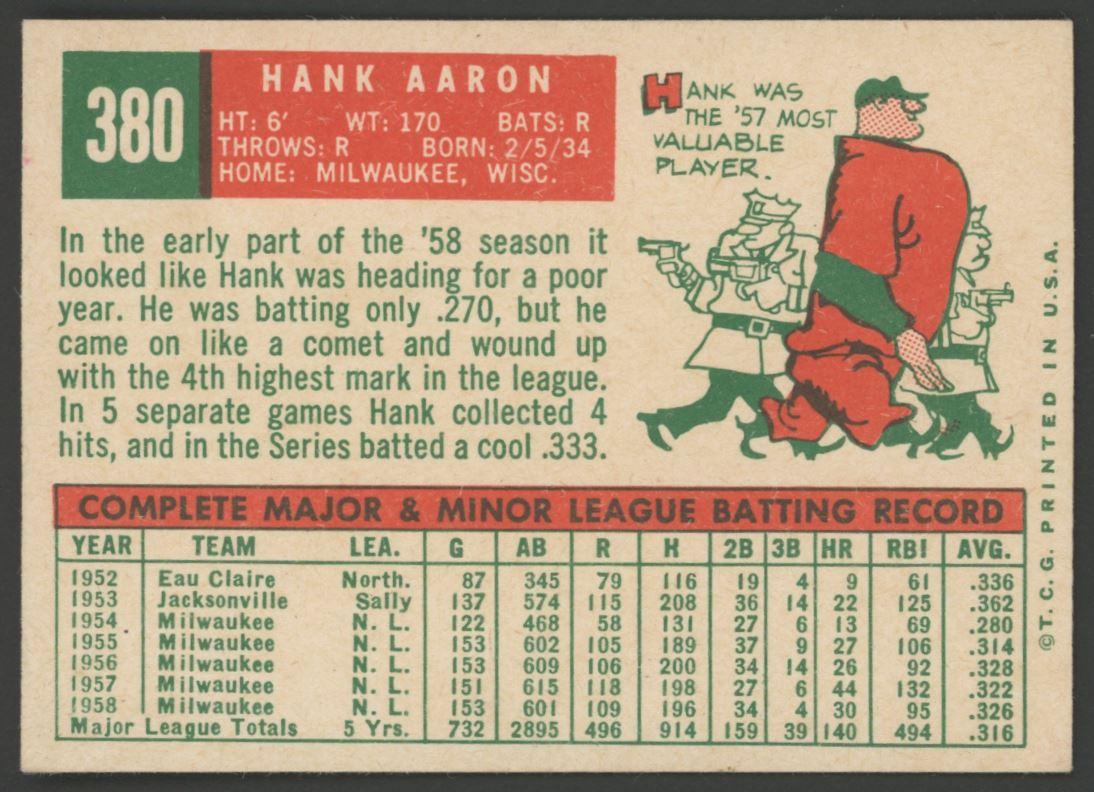 380
HANK AARON
HT: 6' WT: 170 BATS: R
THROWS: R BORN: 2/5/34
HOME: MILWAUKEE, WISC.
HANK WAS
THE '57 MOST
VALUABLE
PLAYER.
In the early part of the '58 season it
looked like Hank was heading for a poor
year. He was batting only .270, but he
came on like a comet and wound up
with the 4th highest mark in the league.
In 5 separate games Hank collected 4
hits, and in the Series batted a cool .333.
COMPLETE MAJOR & MINOR LEAGUE BATTING RECORD
YEAR TEAM LEA. G AB R H 2B 3B HR RBI AVG.
1952 Eau Claire North. 87 345 79 116 19 4 9 61 .336
1953 Jacksonville Sally 137 574 115 208 36 14 22 125 .362
1954 Milwaukee N. L. 122 468 58 131 27 6 13 69 .280
1955 Milwaukee N. L. 153 602 105 189 37 9 27 106 .314
1956 Milwaukee N. L. 153 609 106 200 34 14 26 92 .328
1957 Milwaukee N. L. 151 615 118 198 27 6 44 132 .322
1958 Milwaukee N. L. 153 601 109 196 34 4 30 95 .326
Major League Totals 5 Yrs. 732 2895 496 914 159 39 140 494 .316
©T. C. G. PRINTED IN U.S.A.